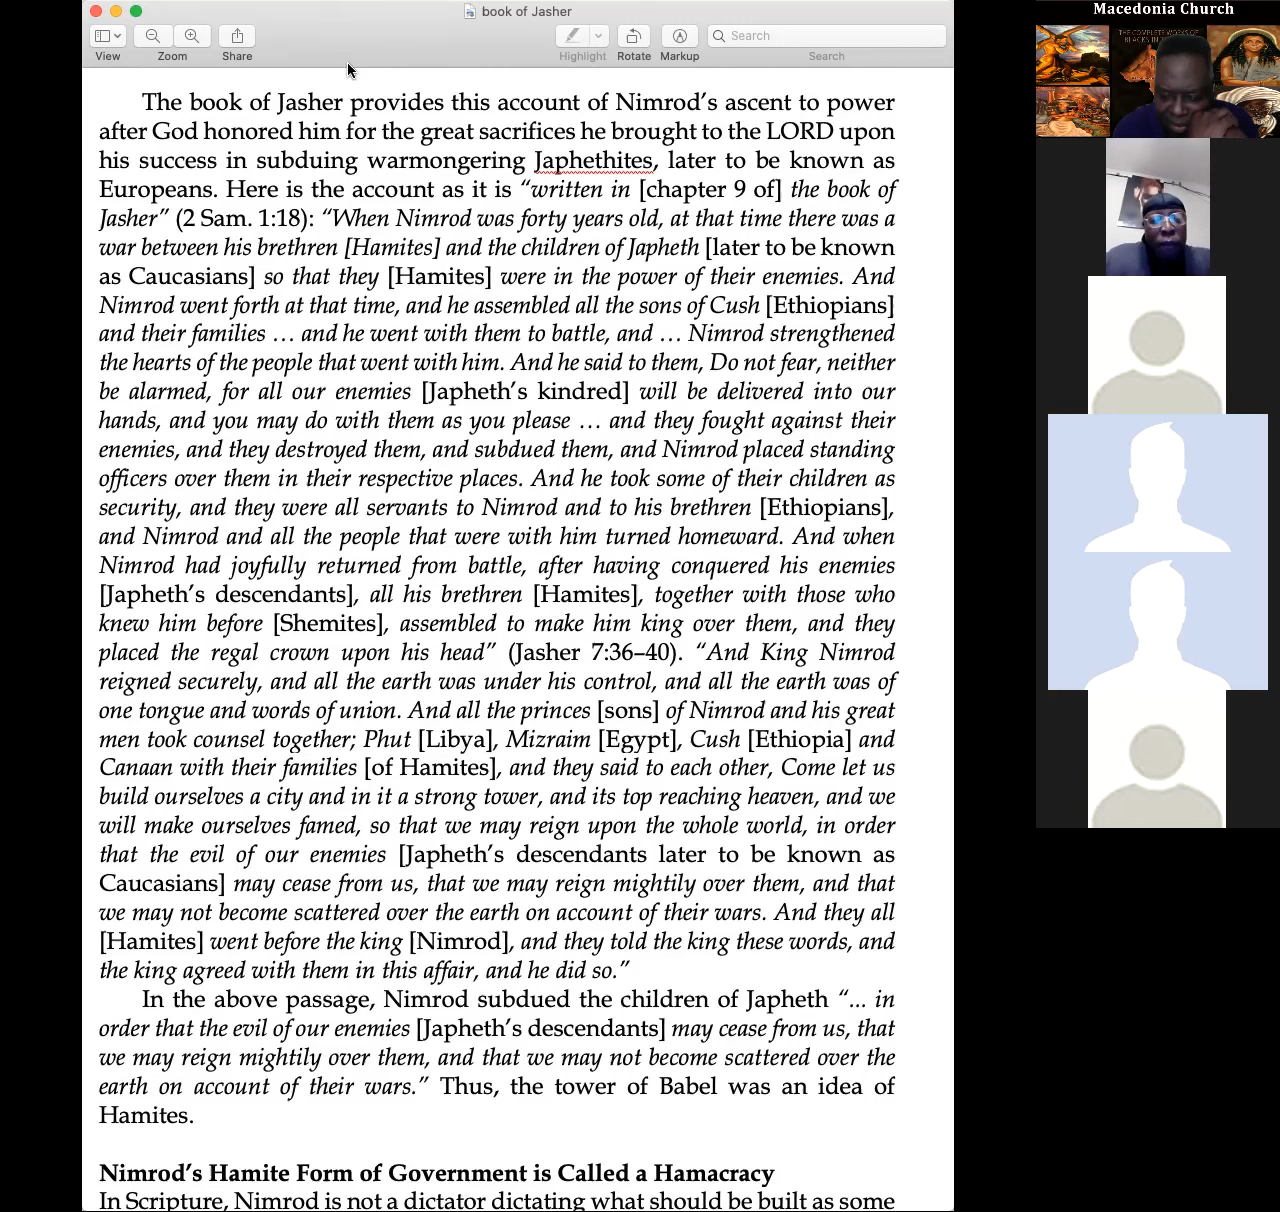 book of Jasher
Search
View
Zoom
Share
Highlight
Rotate
Markup
Search
The book of Jasher provides this account of Nimrod’s ascent to power
after God honored him for the great sacrifices he brought to the LORD upon
his success in subduing warmongering Japhethites, later to be known as
Europeans. Here is the account as it is “written in [chapter 9 of] the book of
Jasher” (2 Sam. 1:18): “When Nimrod was forty years old, at that time there was a
war between his brethren [Hamites] and the children of Japheth [later to be known
as Caucasians] so that they [Hamites] were in the power of their enemies. And
Nimrod went forth at that time, and he assembled all the sons of Cush [Ethiopians]
and their families … and he went with them to battle, and … Nimrod strengthened
the hearts of the people that went with him. And he said to them, Do not fear, neither
be alarmed, for all our enemies [Japheth’s kindred] will be delivered into our
hands, and you may do with them as you please … and they fought against their
enemies, and they destroyed them, and subdued them, and Nimrod placed standing
officers over them in their respective places. And he took some of their children as
security, and they were all servants to Nimrod and to his brethren [Ethiopians],
and Nimrod and all the people that were with him turned homeward. And when
Nimrod had joyfully returned from battle, after having conquered his enemies
[Japheth’s descendants], all his brethren [Hamites], together with those who
knew him before [Shemites], assembled to make him king over them, and they
placed the regal crown upon his head” (Jasher 7:36–40). “And King Nimrod
reigned securely, and all the earth was under his control, and all the earth was of
one tongue and words of union. And all the princes [sons] of Nimrod and his great
men took counsel together; Phut [Libya], Mizraim [Egypt], Cush [Ethiopia] and
Canaan with their families [of Hamites], and they said to each other, Come let us
build ourselves a city and in it a strong tower, and its top reaching heaven, and we
will make ourselves famed, so that we may reign upon the whole world, in order
that the evil of our enemies [Japheth’s descendants later to be known as
Caucasians] may cease from us, that we may reign mightily over them, and that
we may not become scattered over the earth on account of their wars. And they all
[Hamites] went before the king [Nimrod], and they told the king these words, and
the king agreed with them in this affair, and he did so.”
In the above passage, Nimrod subdued the children of Japheth “... in
order that the evil of our enemies [Japheth’s descendants] may cease from us, that
we may reign mightily over them, and that we may not become scattered over the
earth on account of their wars.” Thus, the tower of Babel was an idea of
Hamites.
Nimrod’s Hamite Form of Government is Called a Hamacracy
In Scripture, Nimrod is not a dictator dictating what should be built as some
Macedonia Church
THE COMPLETE WORKS OF
BLACKS IN